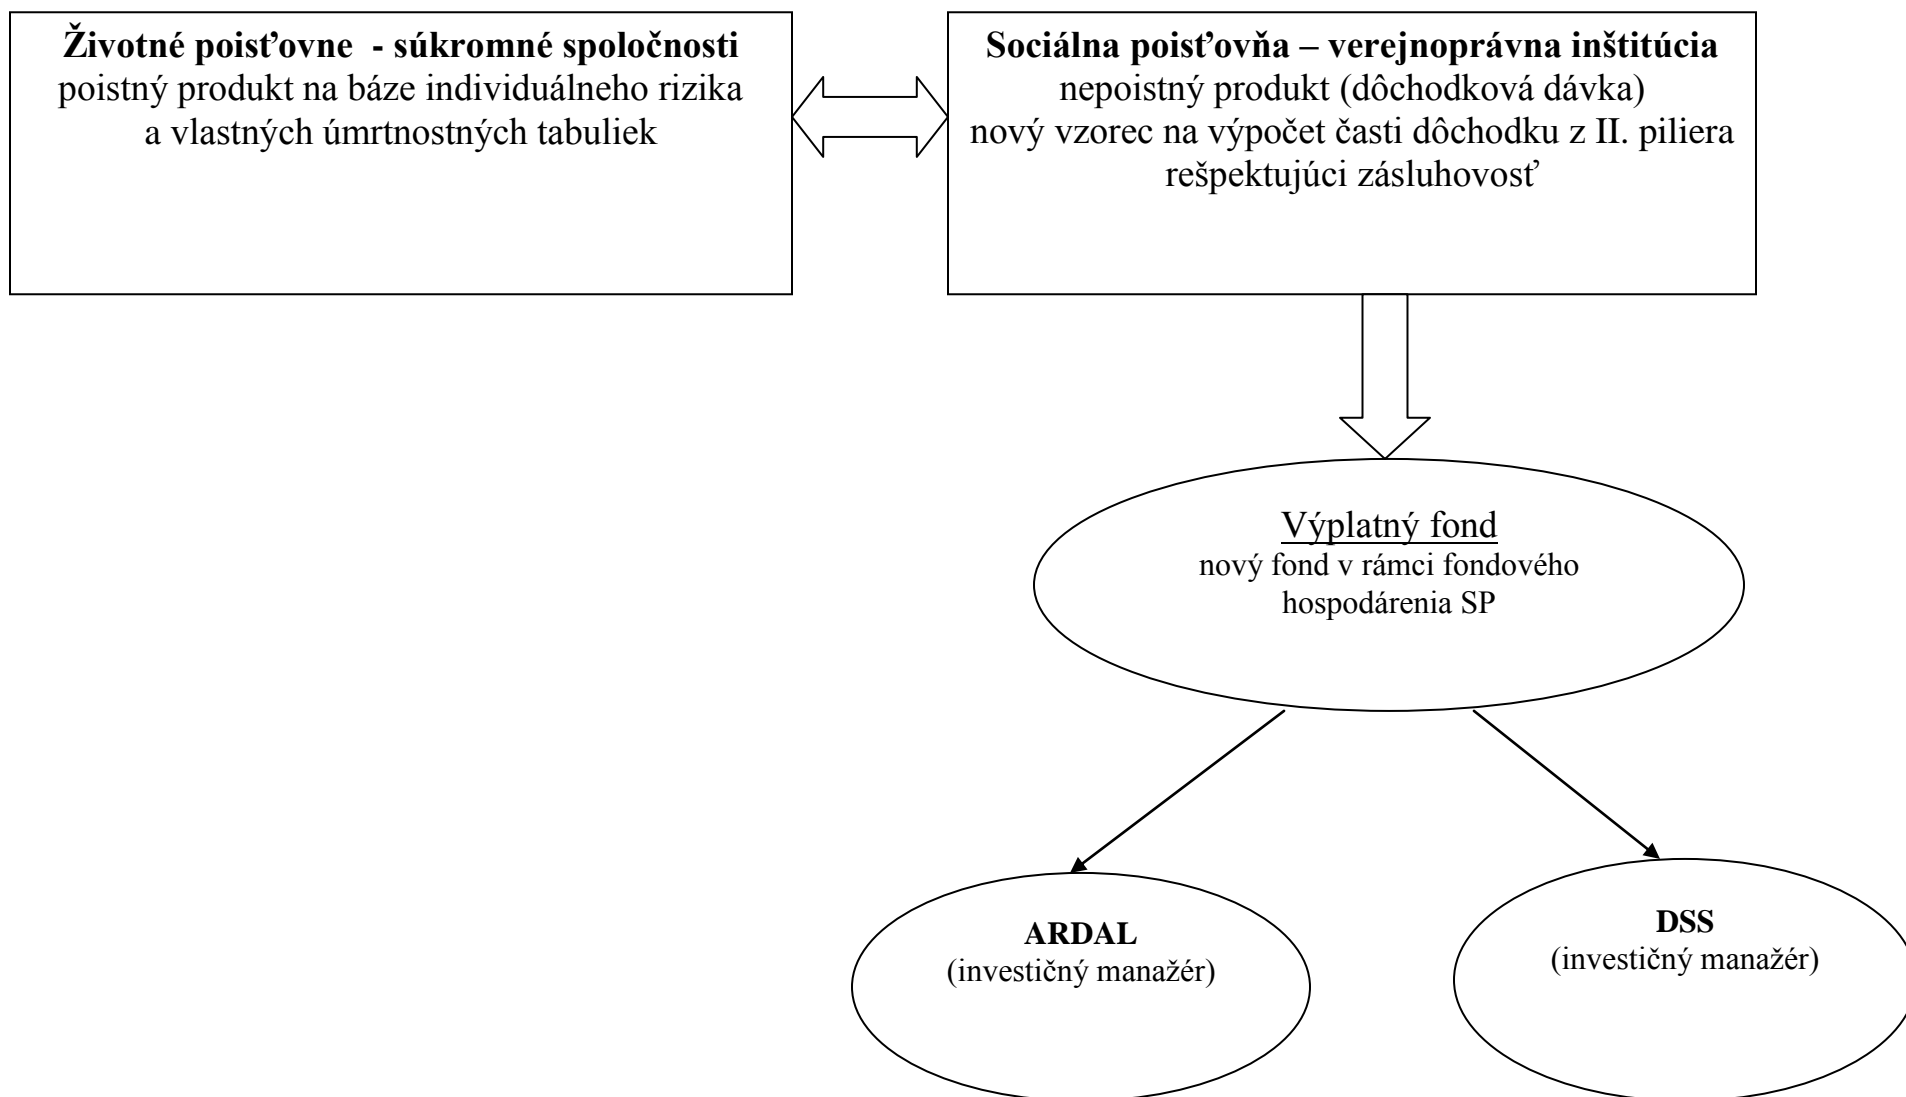 Životné poisťovne - súkromné spoločnosti
poistný produkt na báze individuálneho rizika
a vlastných úmrtnostných tabuliek
Sociálna poisťovňa – verejnoprávna inštitúcia
nepoistný produkt (dôchodková dávka)
nový vzorec na výpočet časti dôchodku z II. piliera
rešpektujúci zásluhovosť
Výplatný fond
nový fond v rámci fondového
hospodárenia SP
ARDAL
(investičný manažér)
DSS
(investičný manažér)